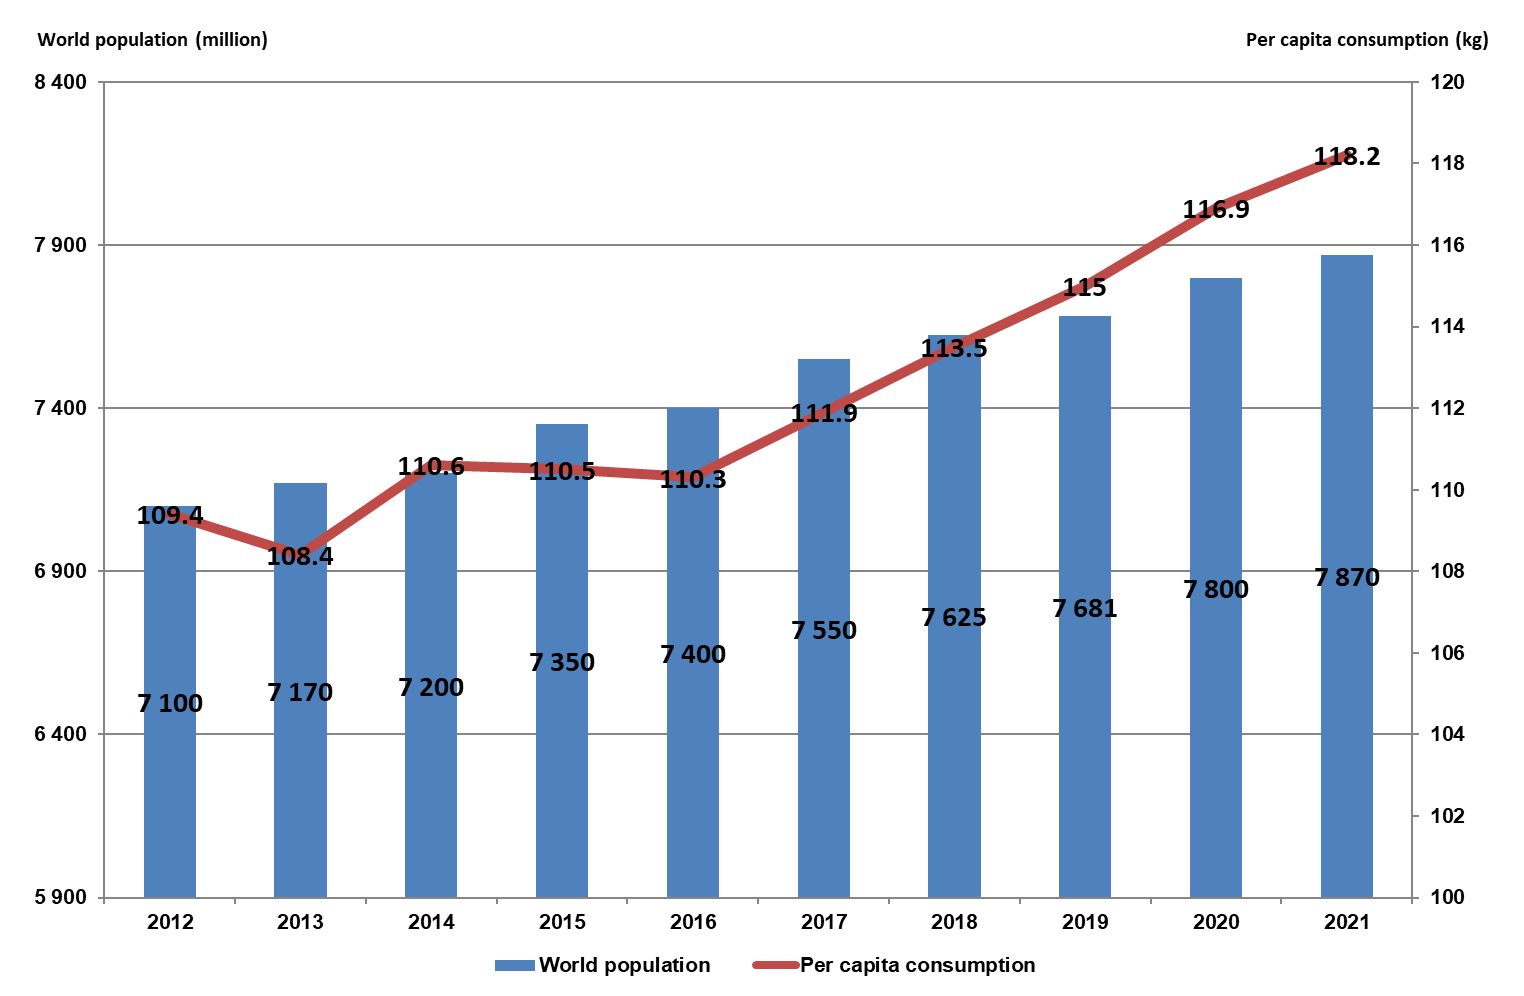 World population (million) Per capita consumption (kg)
8 400 120
118.2 118
116.9
7 900 116
115
114
113.5
7 400 111.9 112
110.6 110.5 110.3
110
109.4
108.4
6 900 7 870 108
7 800
7 681
7 625
7 550
7 400 106
7 350
7 200
7 170
7 100
6 400 104
102
5 900 100
2012 2013 2014 2015 2016 2017 2018 2019 2020 2021
World population Per capita consumption